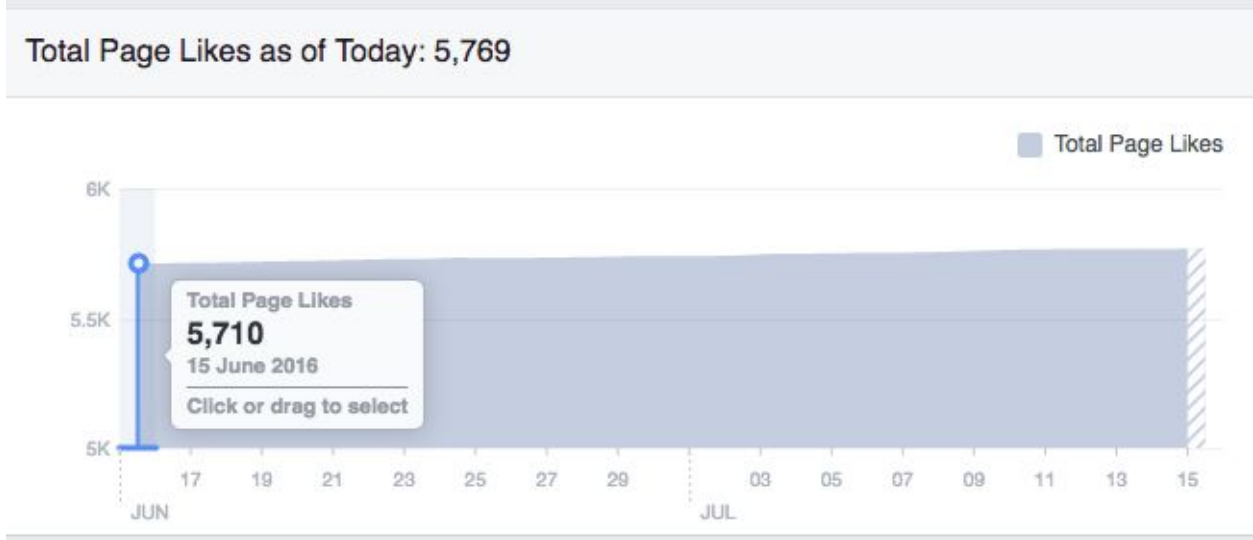 Total Page Likes as of Today: 5,769
Total Page Likes
6K
5.5K
5K
Total Page Likes
5,710
15 June 2016
Click or drag to select
17 19 21 23 25 27 29 03 05 07 09 11 13 15
JUN JUL